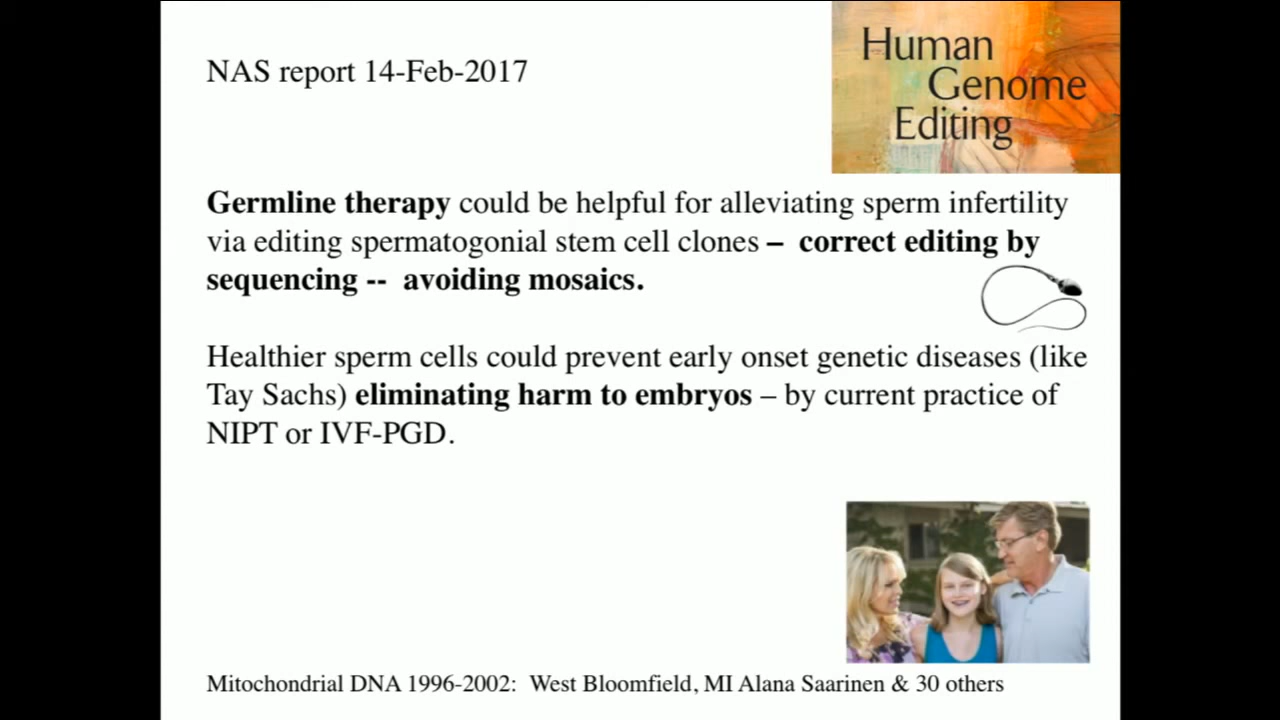 NAS report 14-Feb-2017
Human
Genome
Editing
Germline therapy could be helpful for alleviating sperm infertility
via editing spermatogonial stem cell clones – correct editing by
sequencing -- avoiding mosaics.
Healthier sperm cells could prevent early onset genetic diseases (like
Tay Sachs) eliminating harm to embryos – by current practice of
NIPT or IVF-PGD.
Mitochondrial DNA 1996-2002: West Bloomfield, MI Alana Saarinen & 30 others